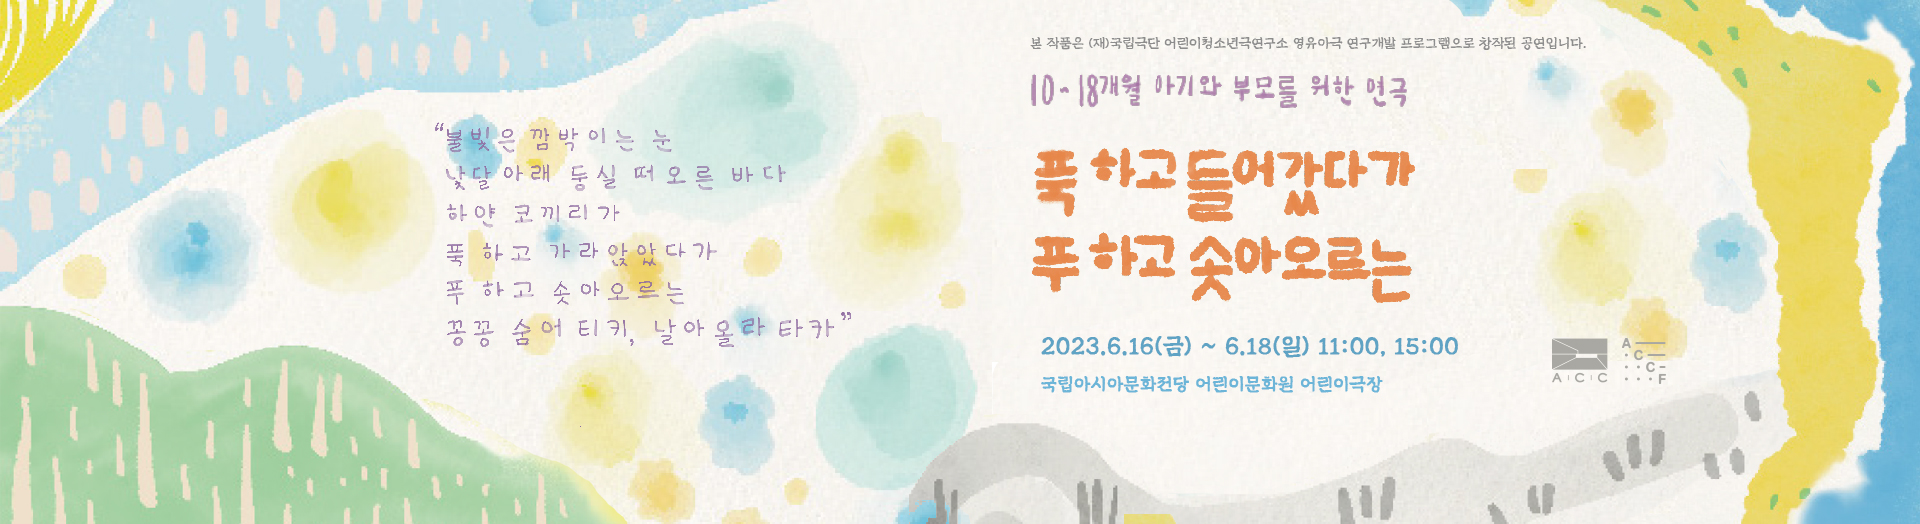 “불빛은 깜박이는 눈
낮달 아래 둥실 떠오른 바다
하얀 코끼리가
푹 하고 가라앉았다가
푸 하고 솟아오르는
꽁꽁 숨어 티키, 날아올라 타카”
본 작품은 (재)국립극단 어린이청소년극연구소 영유아극 연구개발 프로그램으로 창작된 공연입니다.
10-18개월 아기와 부모를 위한 연극
푹 하고 들어갔다가
푸 하고 솟아오르는
2023.6.16(금) ~ 6.18(일) 11:00, 15:00
국립아시아문화전당 어린이문화원 어린이극장
A C C
A C C F